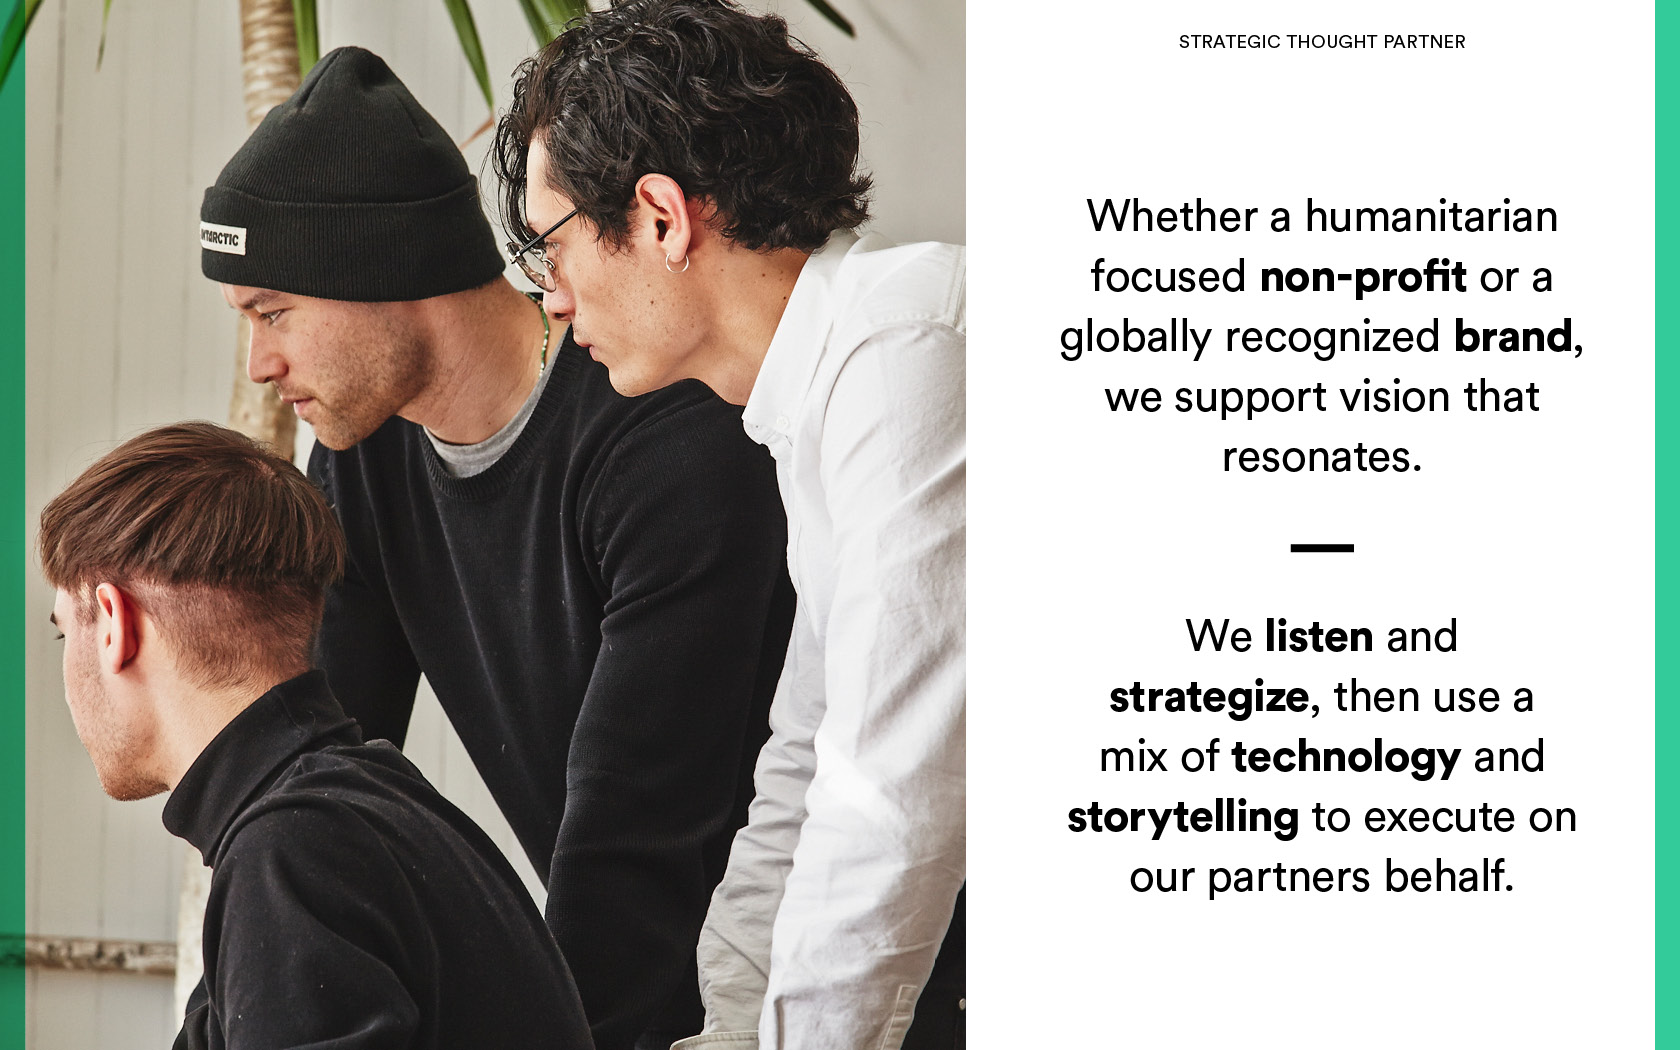 NTARCTIC
STRATEGIC THOUGHT PARTNER
Whether a humanitarian
focused non-profit or a
globally recognized brand,
we support vision that
resonates.
We listen and
strategize, then use a
mix of technology and
storytelling to execute on
our partners behalf.